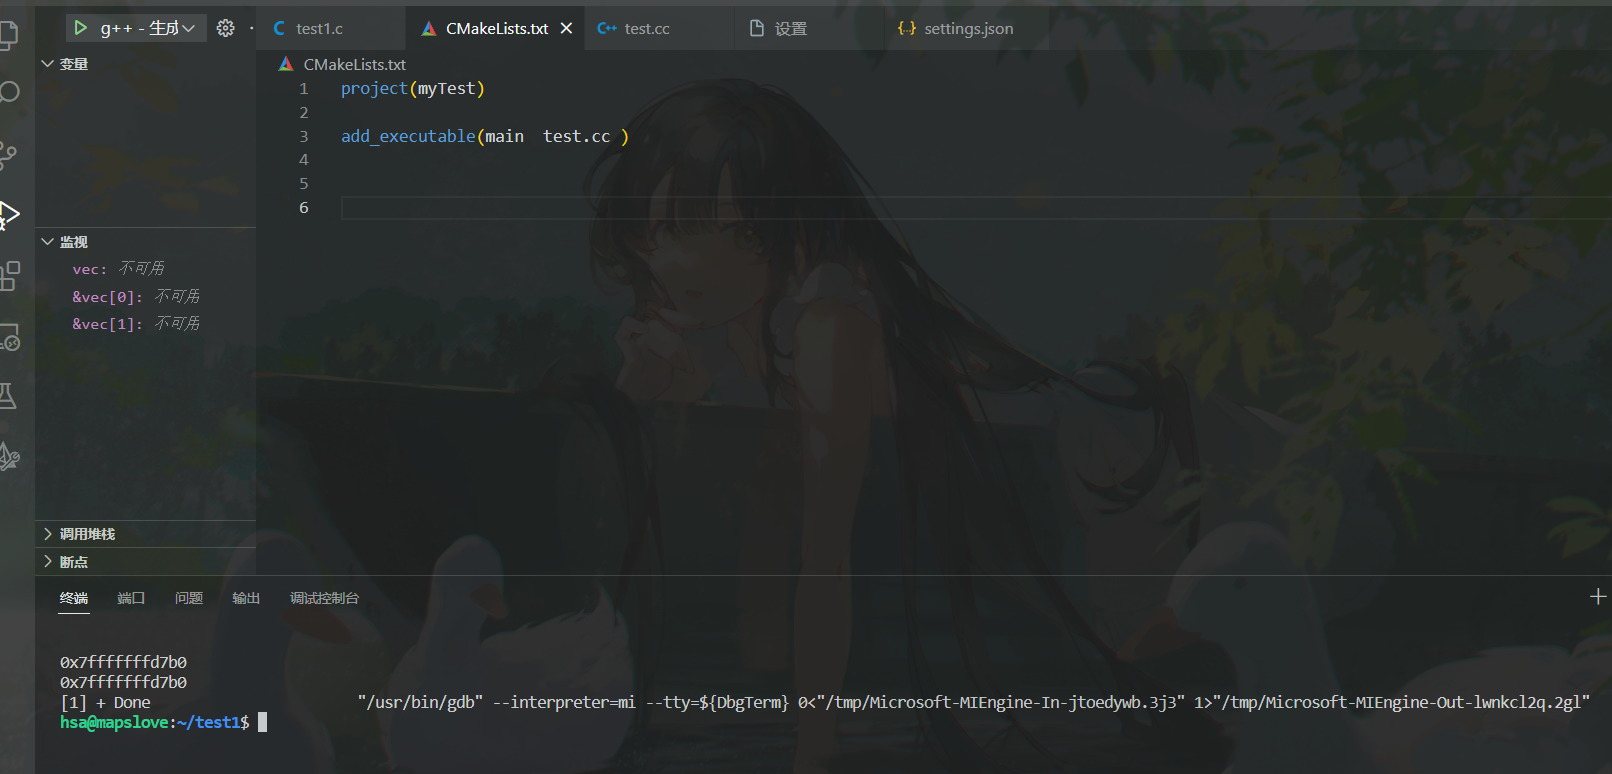 g++ - 生成
test1.c
CMakeLists.txt
test.cc
设置
settings.json
变量
监视
vec: 不可用
&vec[0]: 不可用
&vec[1]: 不可用
调用堆栈
断点
CMakeLists.txt
1 project(myTest)
2
3 add_executable(main  test.cc )
4
5
6
终端 端口 问题 输出 调试控制台
0x7fffffffd7b0
0x7fffffffd7b0
[1] + Done                       "/usr/bin/gdb" --interpreter=mi --tty=${DbgTerm} 0<"/tmp/Microsoft-MIEngine-In-jtoedywb.3j3" 1>"/tmp/Microsoft-MIEngine-Out-lwnkcl2q.2gl"
hsa@mapslove:~/test1$